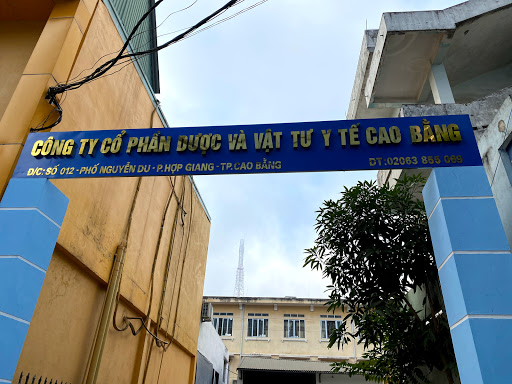 CÔNG TY CỔ PHẦN DƯỢC VÀ VẬT TƯ Y TẾ CAO BẰNG
Đ/C: SỐ 012 - PHỐ NGUYỄN DU - P.HỢP GIANG - TP.CAO BẰNG ĐT:02063 855 069